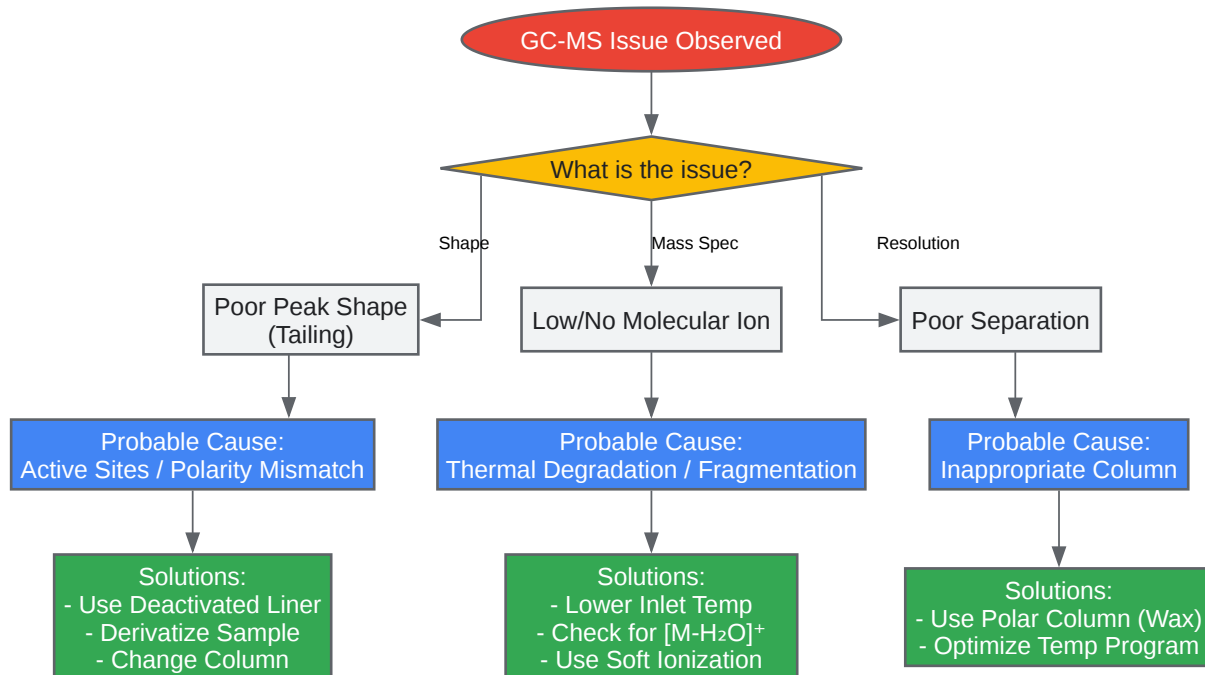 GC-MS Issue Observed
What is the issue?
Shape
Mass Spec
Resolution
Poor Peak Shape
(Tailing)
Low/No Molecular Ion
Poor Separation
Probable Cause:
Active Sites / Polarity Mismatch
Probable Cause:
Thermal Degradation / Fragmentation
Probable Cause:
Inappropriate Column
Solutions:
- Use Deactivated Liner
- Derivatize Sample
- Change Column
Solutions:
- Lower Inlet Temp
- Check for [M-H₂O]⁺
- Use Soft Ionization
Solutions:
- Use Polar Column (Wax)
- Optimize Temp Program